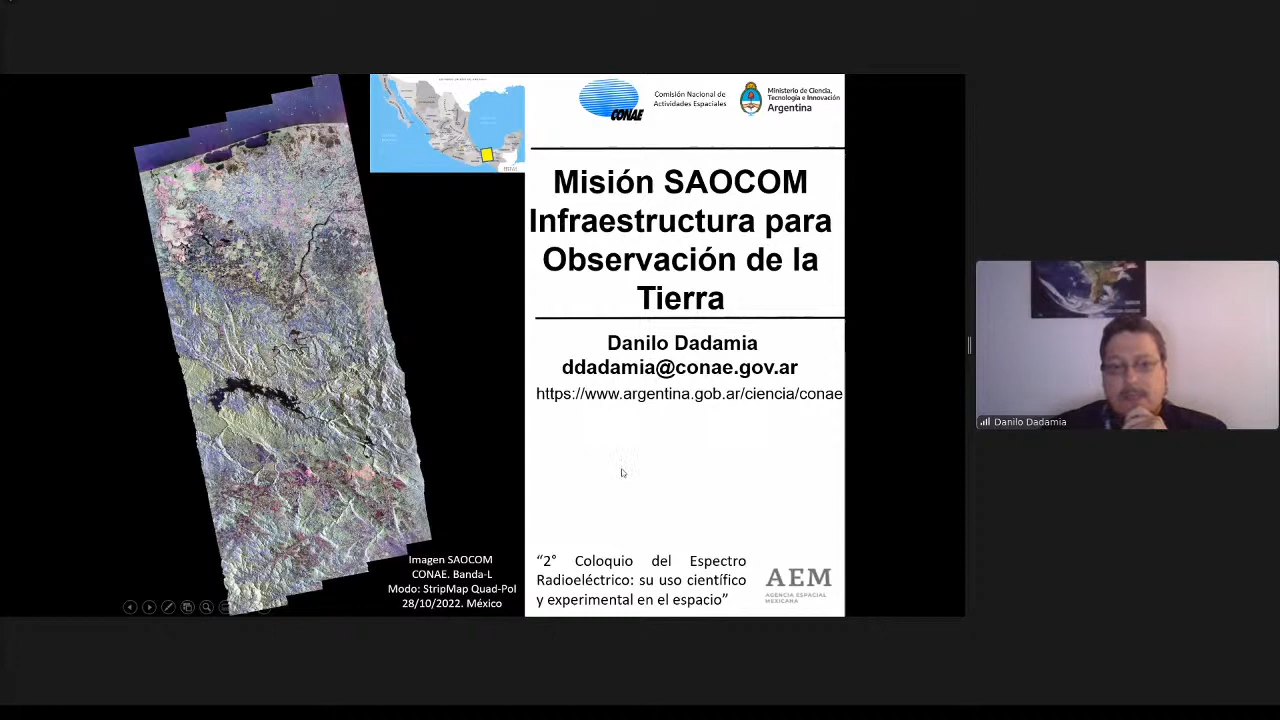 CONAE
Comisión Nacional de
Actividades Espaciales
Ministerio de Ciencia,
Tecnología e Innovación
Argentina
Misión SAOCOM
Infraestructura para
Observación de la
Tierra
Danilo Dadamia
ddadamia@conae.gov.ar
https://www.argentina.gob.ar/ciencia/conae
Imagen SAOCOM
CONAE. Banda-L
Modo: StripMap Quad-Pol
28/10/2022. México
“2° Coloquio del Espectro
Radioeléctrico: su uso científico
y experimental en el espacio”
AEM
AGENCIA ESPACIAL
MEXICANA
Danilo Dadamia